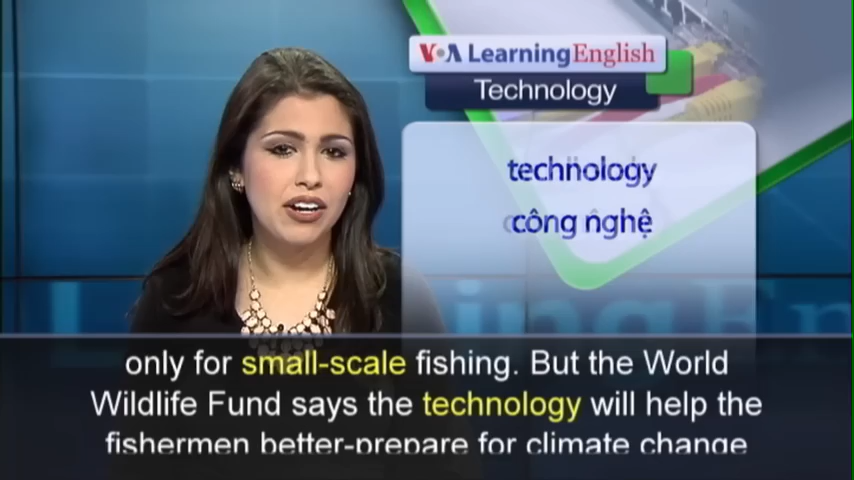 VOA Learning English
Technology
technology
công nghệ
only for small-scale fishing. But the World
Wildlife Fund says the technology will help the
fishermen better-prepare for climate change